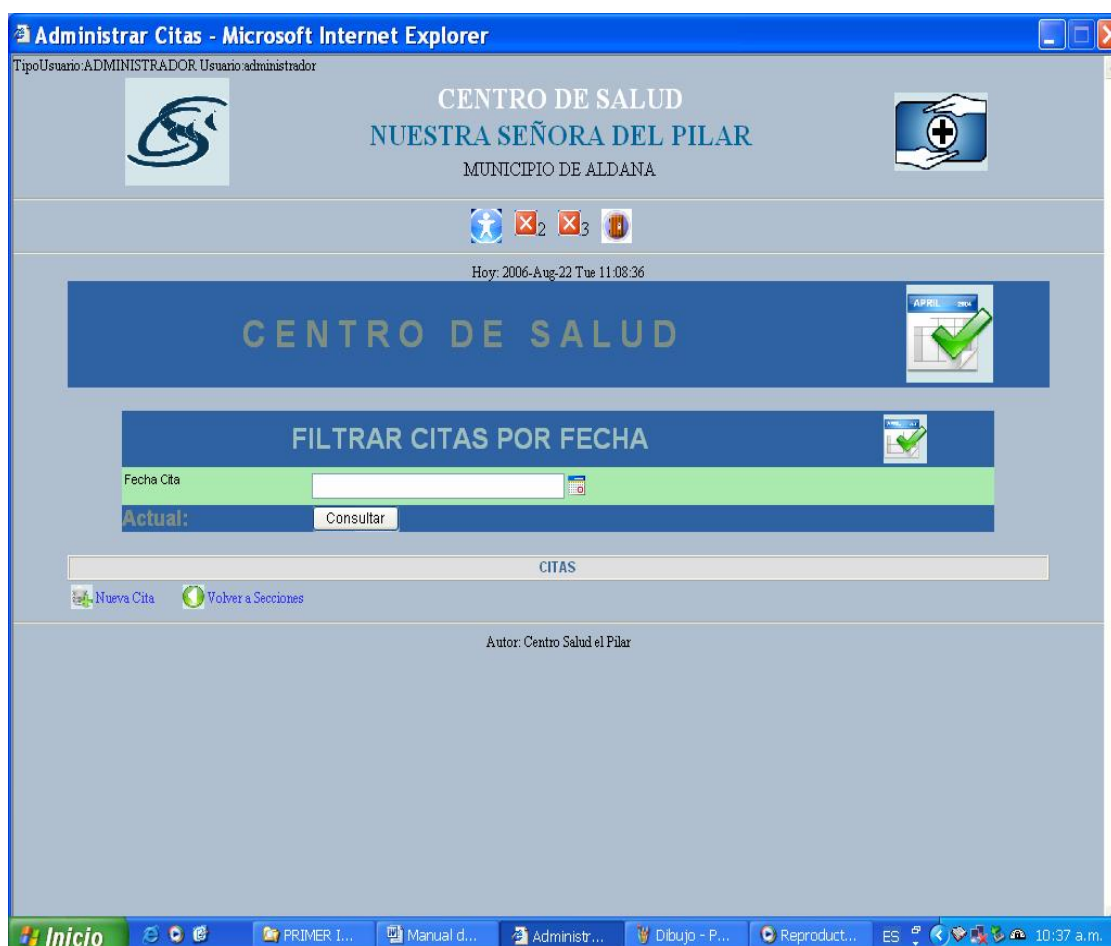 Administrar Citas - Microsoft Internet Explorer
TipoUsuario:ADMINISTRADOR Usuario:administrador
CENTRO DE SALUD
NUESTRA SEÑORA DEL PILAR
MUNICIPIO DE ALDANA
2 3
Hoy: 2006-Aug-22 Tue 11:08:36
CENTRO DE SALUD
APRIL 2004
FILTRAR CITAS POR FECHA
Fecha Cita
Actual: Consultar
CITAS
Nueva Cita Volver a Secciones
Autor: Centro Salud el Pilar
Inicio PRIMER I... Manual d... Administr... Dibujo - P... Reproduct... ES 10:37 a.m.